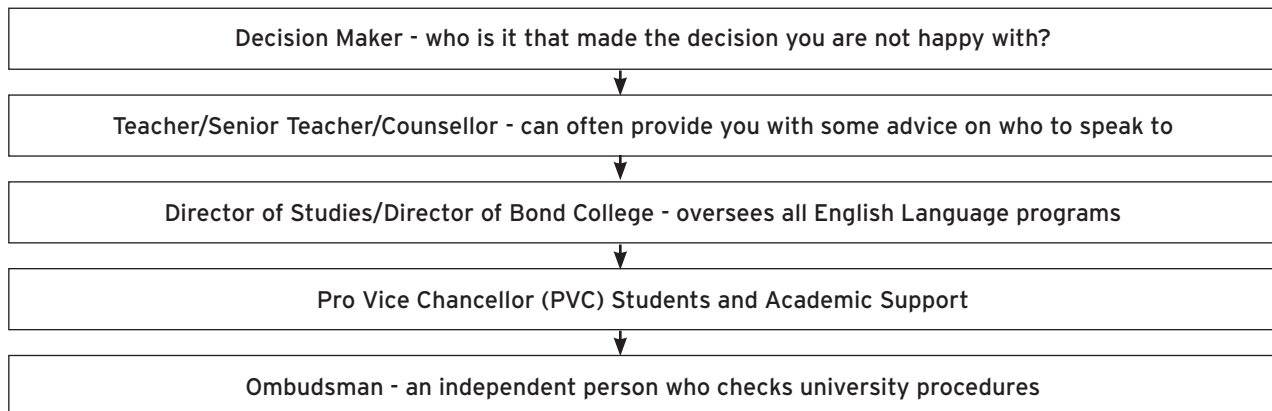 Decision Maker - who is it that made the decision you are not happy with?
Teacher/Senior Teacher/Counsellor - can often provide you with some advice on who to speak to
Director of Studies/Director of Bond College - oversees all English Language programs
Pro Vice Chancellor (PVC) Students and Academic Support
Ombudsman - an independent person who checks university procedures